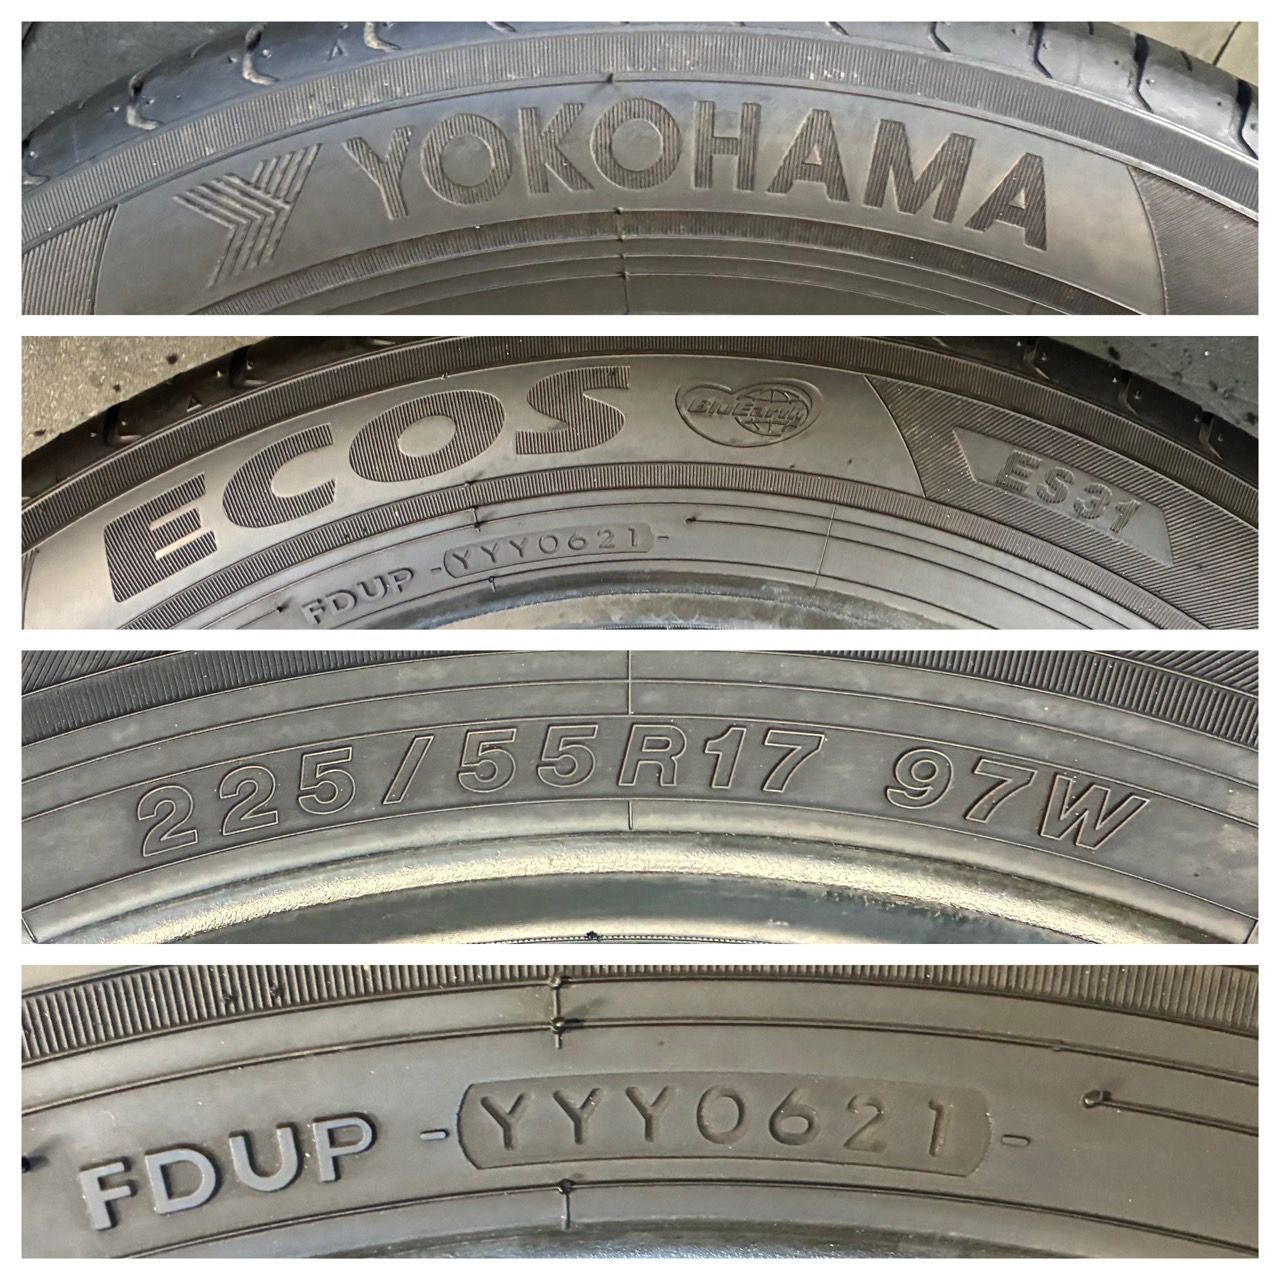 YOKOHAMA
ECOS BluEarth
ES31
FDUP -YYY0621-
225/55R17 97W
FDUP -YYY0621-